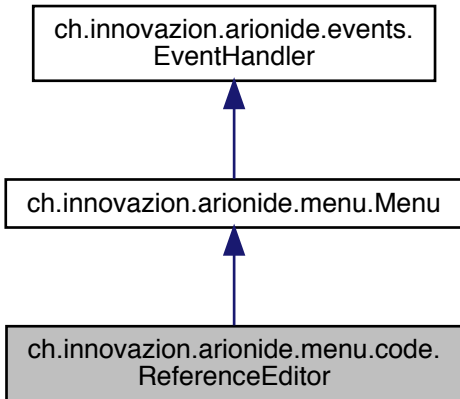 ch.innovazion.arionide.events.
EventHandler
ch.innovazion.arionide.menu.Menu
ch.innovazion.arionide.menu.code.
ReferenceEditor